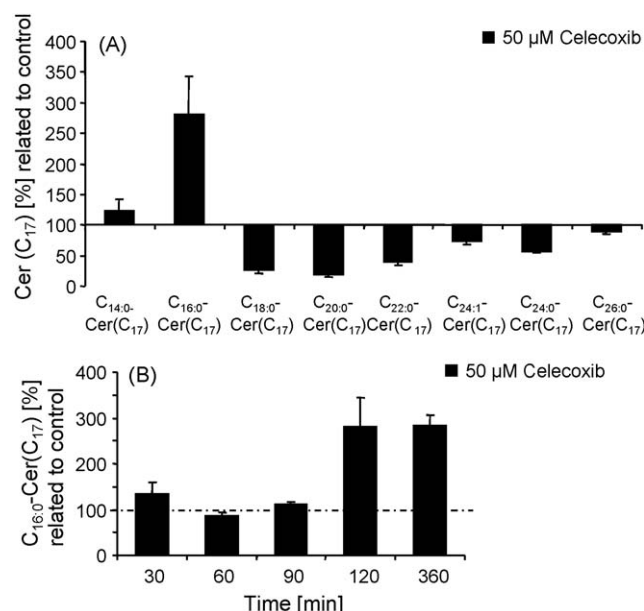 (A)
50 µM Celecoxib
Cer (C17) [%] related to control
400
350
300
250
200
150
100
50
0
C14:0- C16:0- C18:0- C20:0- C22:0- C24:1- C24:0- C26:0-
Cer(C17) Cer(C17) Cer(C17) Cer(C17) Cer(C17) Cer(C17) Cer(C17) Cer(C17)
(B)
50 µM Celecoxib
C16:0-Cer(C17) [%]
related to control
400
300
200
100
0
30 60 90 120 360
Time [min]